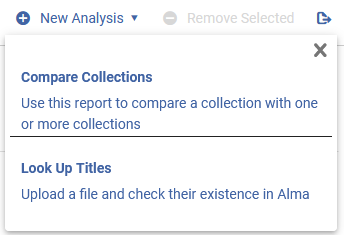 New Analysis Remove Selected
Compare Collections
Use this report to compare a collection with one
or more collections
Look Up Titles
Upload a file and check their existence in Alma